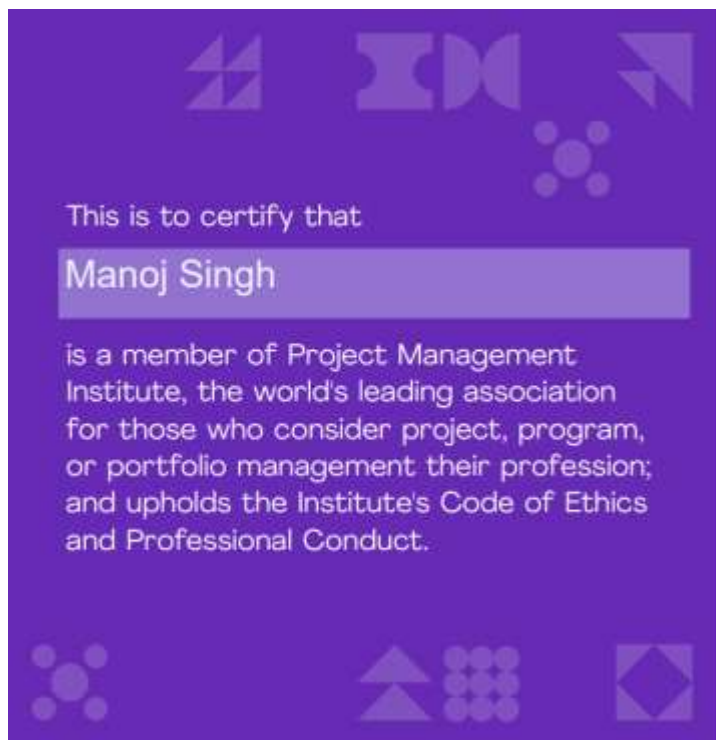 This is to certify that
Manoj Singh
is a member of Project Management
Institute, the world's leading association
for those who consider project, program,
or portfolio management their profession;
and upholds the Institute's Code of Ethics
and Professional Conduct.